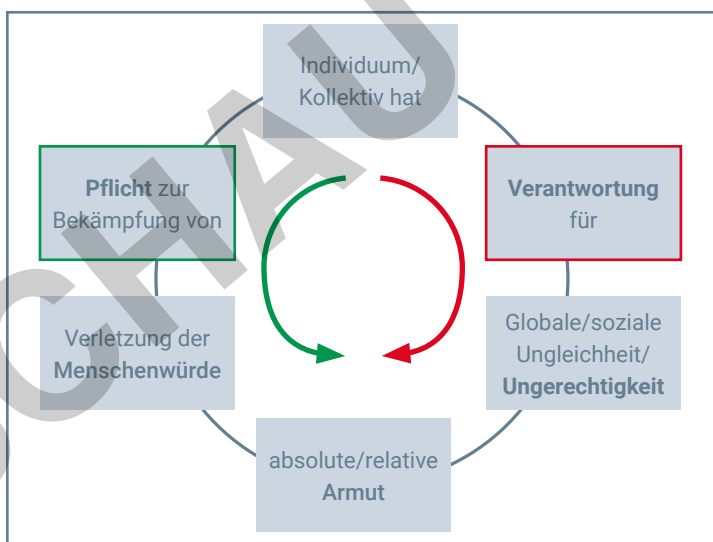 Individuum/
Kollektiv hat
Pflicht zur
Bekämpfung von
Verantwortung
für
Verletzung der
Menschenwürde
Globale/soziale
Ungleichheit/
Ungerechtigkeit
absolute/relative
Armut
SCHAU